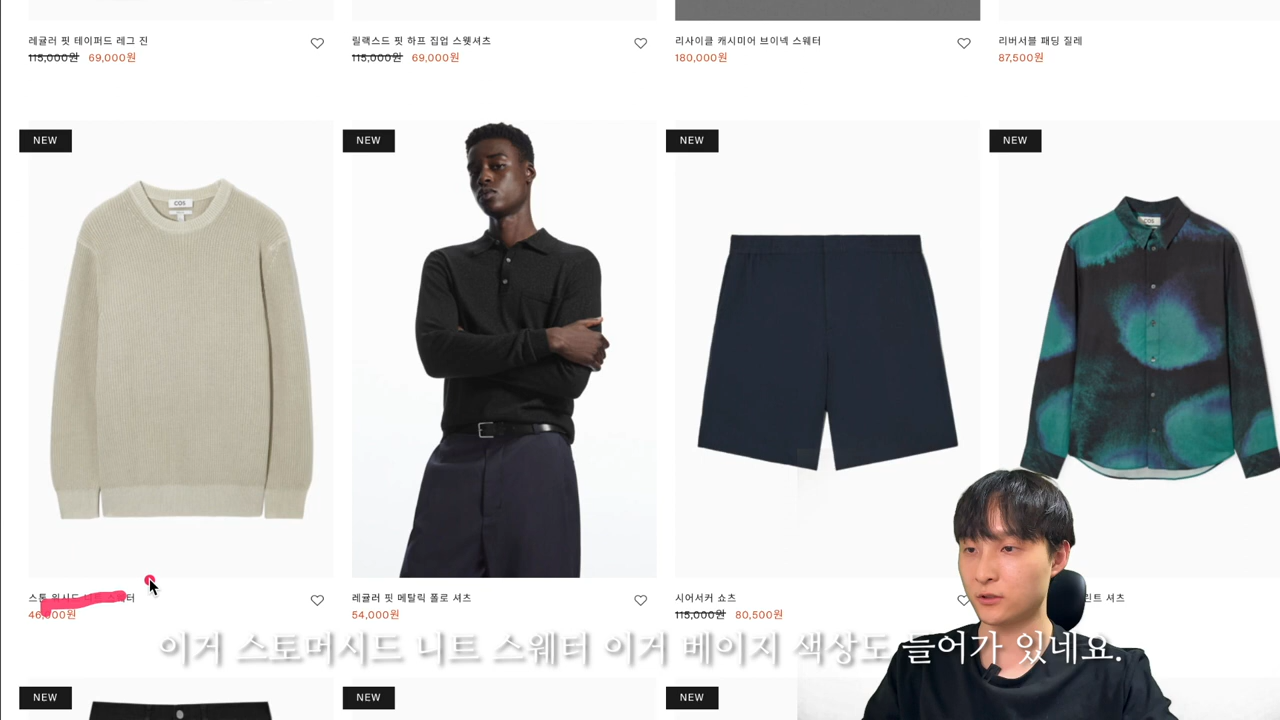 레귤러 핏 테이퍼드 레그 진
115,000원 69,000원
릴랙스드 핏 하프 집업 스웻셔츠
115,000원 69,000원
리사이클 캐시미어 브이넥 스웨터
180,000원
리버서블 패딩 질레
87,500원
NEW
NEW
NEW
NEW
COS
COS
레귤러 핏 메탈릭 폴로 셔츠
54,000원
시어서커 쇼츠
115,000원 80,500원
셔츠
이거 스토머시드 니트 스웨터 이거 베이지 색상도 들어가 있네요.
NEW
NEW
NEW